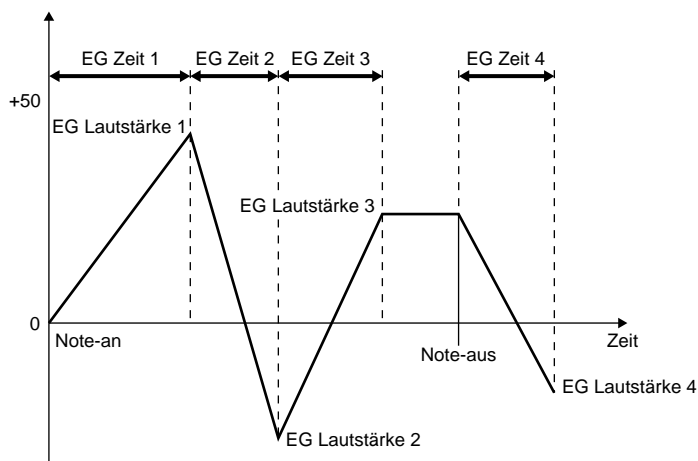 EG Zeit 1
EG Zeit 2
EG Zeit 3
EG Zeit 4
+50
EG Lautstärke 1
EG Lautstärke 3
0
Note-an
Zeit
Note-aus
EG Lautstärke 4
EG Lautstärke 2